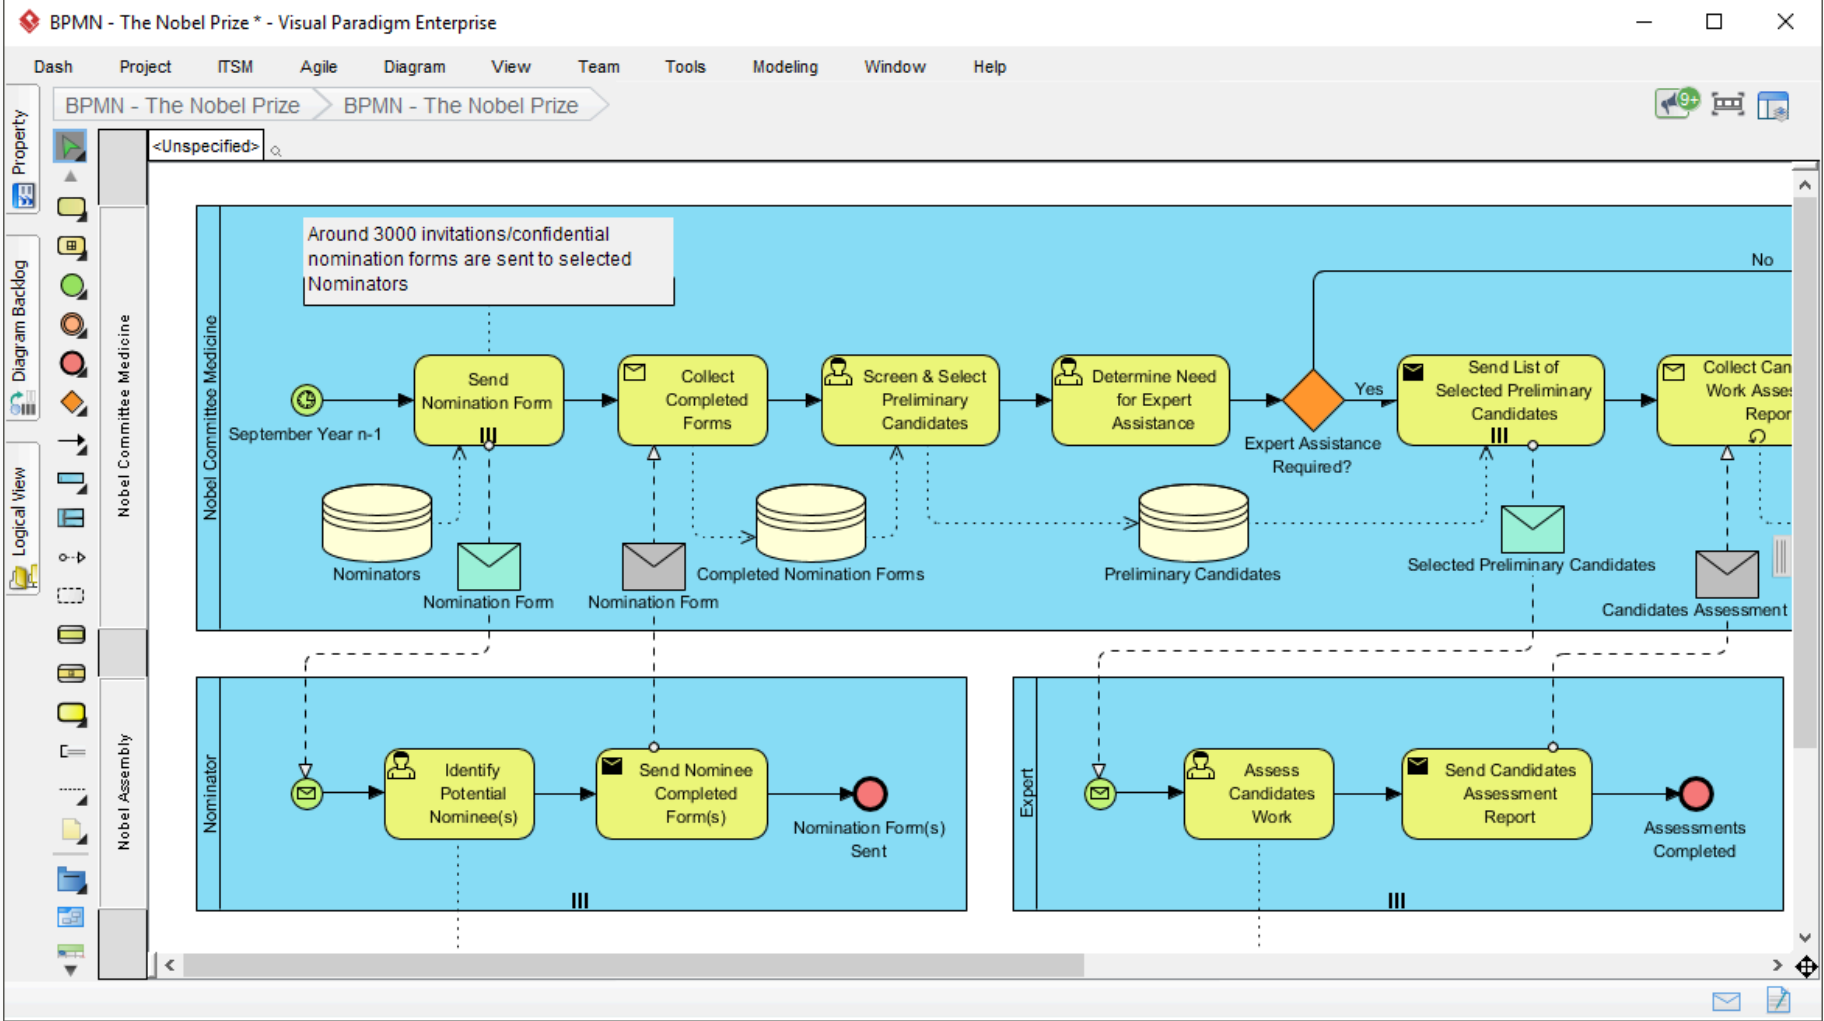 BPMN - The Nobel Prize * - Visual Paradigm Enterprise
Dash Project ITSM Agile Diagram View Team Tools Modeling Window Help
BPMN - The Nobel Prize
BPMN - The Nobel Prize
9+
Property
Diagram Backlog
Logical View
<Unspecified>
Nobel Committee Medicine
Nobel Assembly
Nobel Committee Medicine
Around 3000 invitations/confidential
nomination forms are sent to selected
Nominators
September Year n-1
Send
Nomination Form
Collect
Completed
Forms
Screen & Select
Preliminary
Candidates
Determine Need
for Expert
Assistance
Expert Assistance
Required?
No
Yes
Send List of
Selected Preliminary
Candidates
Collect Can
Work Asses
Repor
Nominators
Nomination Form
Nomination Form
Completed Nomination Forms
Preliminary Candidates
Selected Preliminary Candidates
Candidates Assessment
Nominator
Identify
Potential
Nominee(s)
Send Nominee
Completed
Form(s)
Nomination Form(s)
Sent
Expert
Assess
Candidates
Work
Send Candidates
Assessment
Report
Assessments
Completed